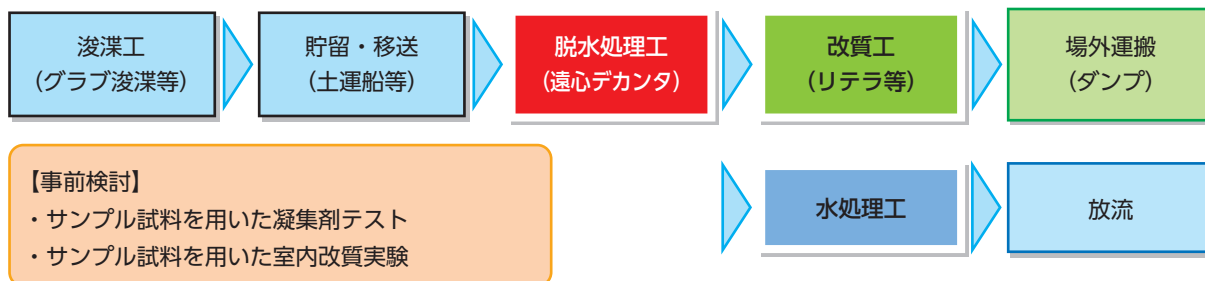 浚渫工
(グラブ浚渫等)
貯留・移送
(土運船等)
脱水処理工
(遠心デカンタ)
改質工
(リテラ等)
場外運搬
(ダンプ)
【事前検討】
・サンプル試料を用いた凝集剤テスト
・サンプル試料を用いた室内改質実験
水処理工
放流